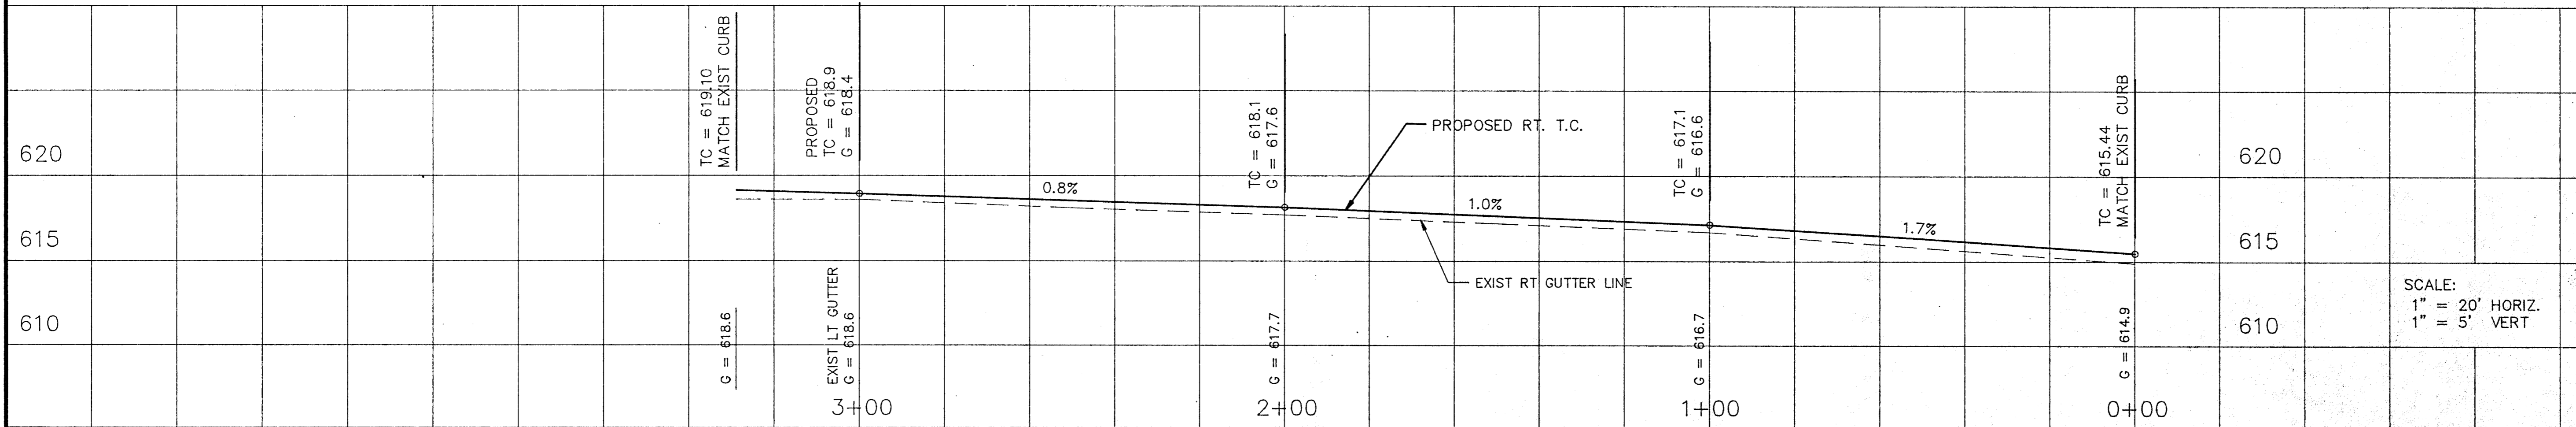 TC = 619.10
MATCH EXIST CURB
PROPOSED
TC = 618.9
G = 618.4
TC = 618.1
G = 617.6
PROPOSED RT. T.C.
TC = 617.1
G = 616.6
TC = 615.44
MATCH EXIST CURB
620
620
0.8%
1.0%
1.7%
615
615
EXIST RT GUTTER LINE
SCALE:
1" = 20' HORIZ.
1" = 5' VERT
610
610
G = 618.6
EXIST LT GUTTER
G = 618.6
G = 617.7
G = 616.7
G = 614.9
3+00
2+00
1+00
0+00